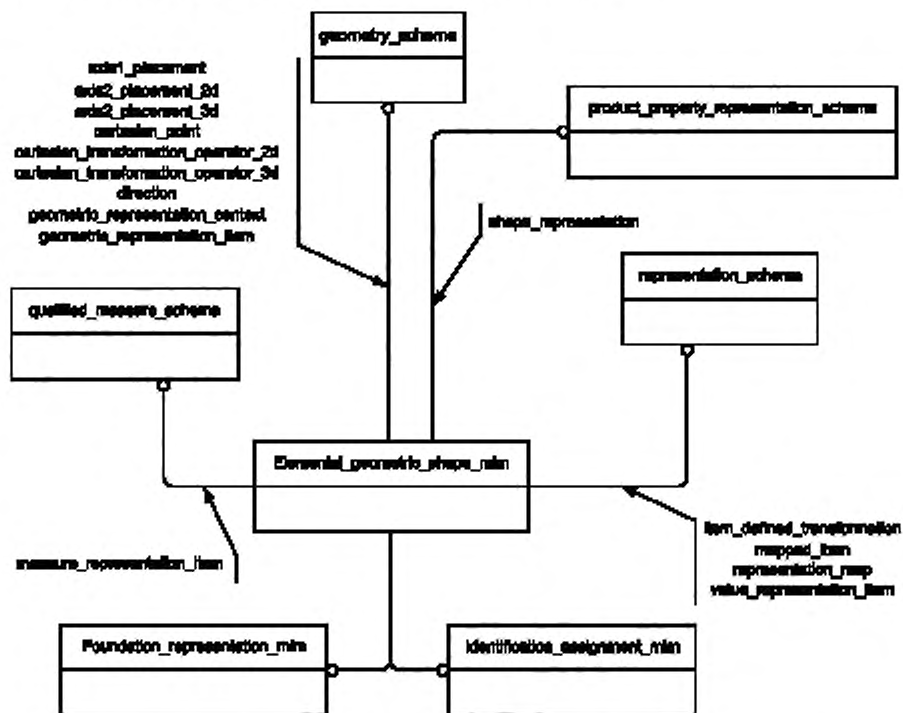 geometry_schema
axis1_placement
axis2_placement_2d
axis2_placement_3d
cartesian_point
cartesian_transformation_operator_2d
cartesian_transformation_operator_3d
direction
geometric_representation_context
geometric_representation_item
product_property_representation_schema
shape_representation
representation_schema
qualified_measure_schema
Elemental_geometric_shape_mim
measure_representation_item
item_defined_transformation
mapped_item
representation_map
value_representation_item
Foundation_representation_mim
Identification_assignment_mim